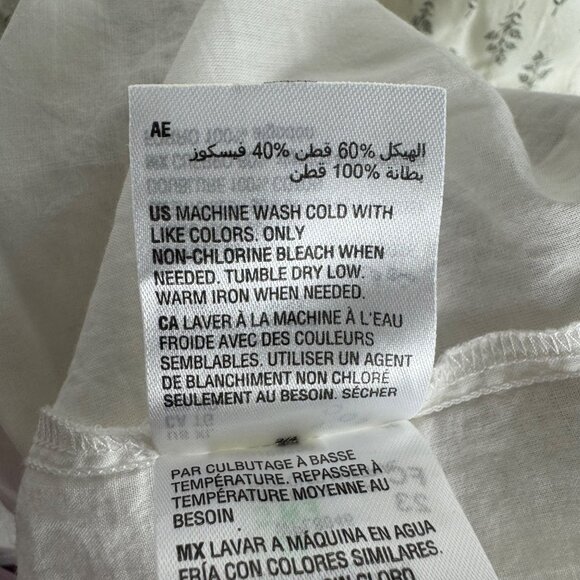 AE
الهيكل 60% قطن 40% فيسكوز
بطانة 100% قطن
US MACHINE WASH COLD WITH
LIKE COLORS. ONLY
NON-CHLORINE BLEACH WHEN
NEEDED. TUMBLE DRY LOW.
WARM IRON WHEN NEEDED.
CA LAVER À LA MACHINE À L'EAU
FROIDE AVEC DES COULEURS
SEMBLABLES. UTILISER UN AGENT
DE BLANCHIMENT NON CHLORÉ
SEULEMENT AU BESOIN. SÉCHER
PAR CULBUTAGE À BASSE
TEMPÉRATURE. REPASSER À
TEMPÉRATURE MOYENNE AU
BESOIN
MX LAVAR A MÁQUINA EN AGUA
FRÍA CON COLORES SIMILARES.
CLORO